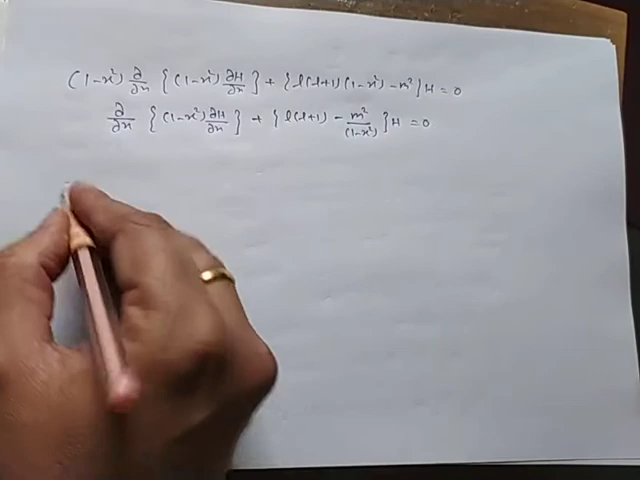 (1-x²) ∂/∂x {(1-x²) ∂H/∂x} + {l(l+1)(1-x²) - m²}H = 0
∂/∂x {(1-x²) ∂H/∂x} + {l(l+1) - m²/(1-x²)}H = 0